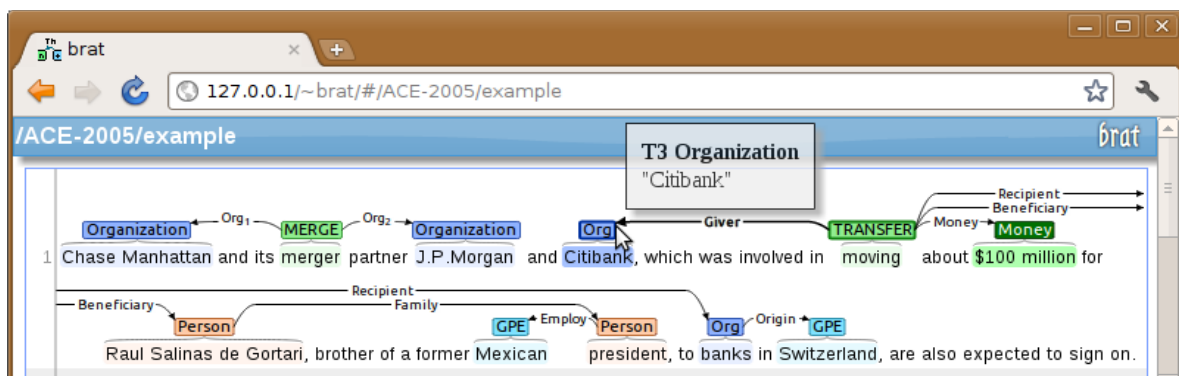 brat
127.0.0.1/~brat/#/ACE-2005/example
/ACE-2005/example brat
T3 Organization
"Citibank"
Recipient
Beneficiary
Organization Org1 MERGE Org2 Organization Org Giver TRANSFER Money Money
1 Chase Manhattan and its merger partner J.P.Morgan and Citibank, which was involved in moving about $100 million for
Recipient
Beneficiary Family
Person GPE Employ Person Org Origin GPE
Raul Salinas de Gortari, brother of a former Mexican president, to banks in Switzerland, are also expected to sign on.